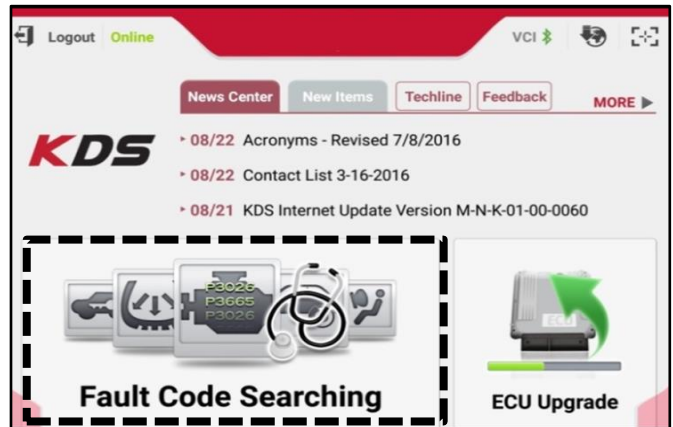 Logout Online VCI
News Center New Items Techline Feedback MORE ▶
KDS
08/22 Acronyms - Revised 7/8/2016
08/22 Contact List 3-16-2016
08/21 KDS Internet Update Version M-N-K-01-00-0060
P3026
P3665
P3026
ECU
Fault Code Searching
ECU Upgrade